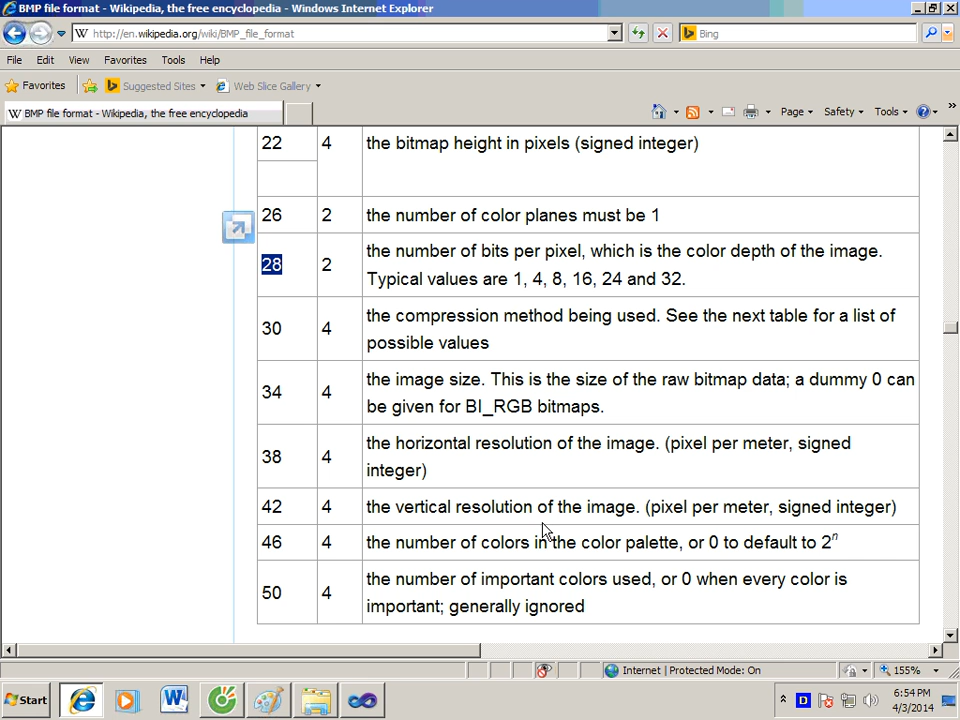 BMP file format - Wikipedia, the free encyclopedia - Windows Internet Explorer
W http://en.wikipedia.org/wiki/BMP_file_format
Bing
File Edit View Favorites Tools Help
Favorites Suggested Sites Web Slice Gallery
W BMP file format - Wikipedia, the free encyclopedia
Page Safety Tools
22 4 the bitmap height in pixels (signed integer)
26 2 the number of color planes must be 1
28 2 the number of bits per pixel, which is the color depth of the image.
Typical values are 1, 4, 8, 16, 24 and 32.
30 4 the compression method being used. See the next table for a list of
possible values
34 4 the image size. This is the size of the raw bitmap data; a dummy 0 can
be given for BI_RGB bitmaps.
38 4 the horizontal resolution of the image. (pixel per meter, signed
integer)
42 4 the vertical resolution of the image. (pixel per meter, signed integer)
46 4 the number of colors in the color palette, or 0 to default to 2ⁿ
50 4 the number of important colors used, or 0 when every color is
important; generally ignored
Internet | Protected Mode: On
155%
Start
D
6:54 PM
4/3/2014